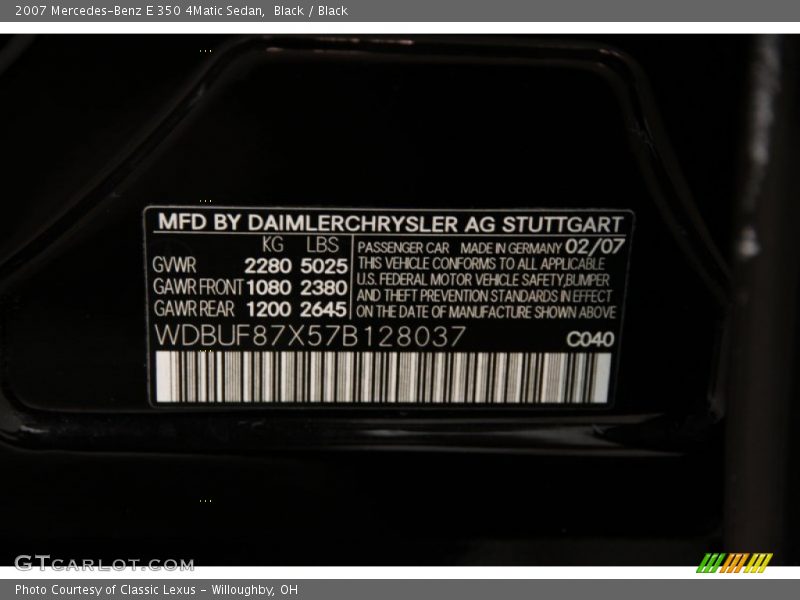 2007 Mercedes-Benz E 350 4Matic Sedan,  Black / Black
MFD BY DAIMLERCHRYSLER AG STUTTGART
KG LBS
GVWR 2280 5025
GAWR FRONT 1080 2380
GAWR REAR 1200 2645
PASSENGER CAR MADE IN GERMANY 02/07
THIS VEHICLE CONFORMS TO ALL APPLICABLE
U.S. FEDERAL MOTOR VEHICLE SAFETY,BUMPER
AND THEFT PREVENTION STANDARDS IN EFFECT
ON THE DATE OF MANUFACTURE SHOWN ABOVE
WDBUF87X57B128037 C040
GTCARLOT.COM
Photo Courtesy of Classic Lexus - Willoughby, OH